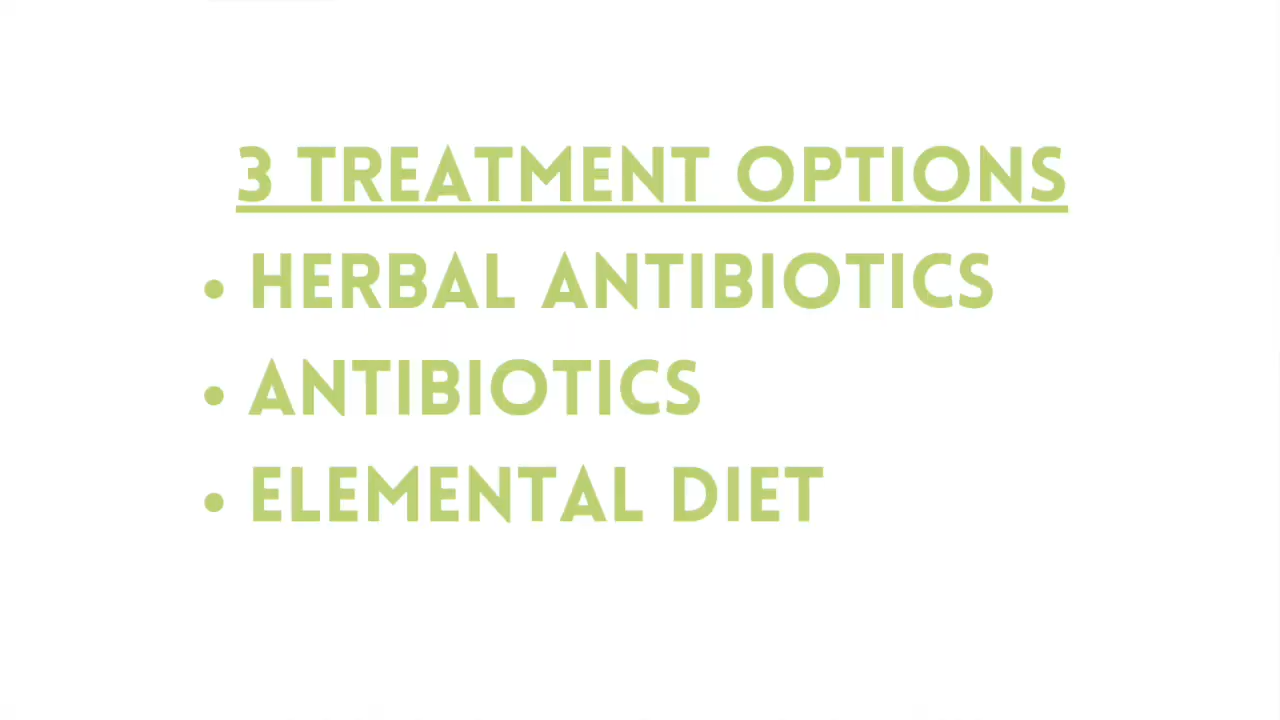 3 TREATMENT OPTIONS
• HERBAL ANTIBIOTICS
• ANTIBIOTICS
• ELEMENTAL DIET